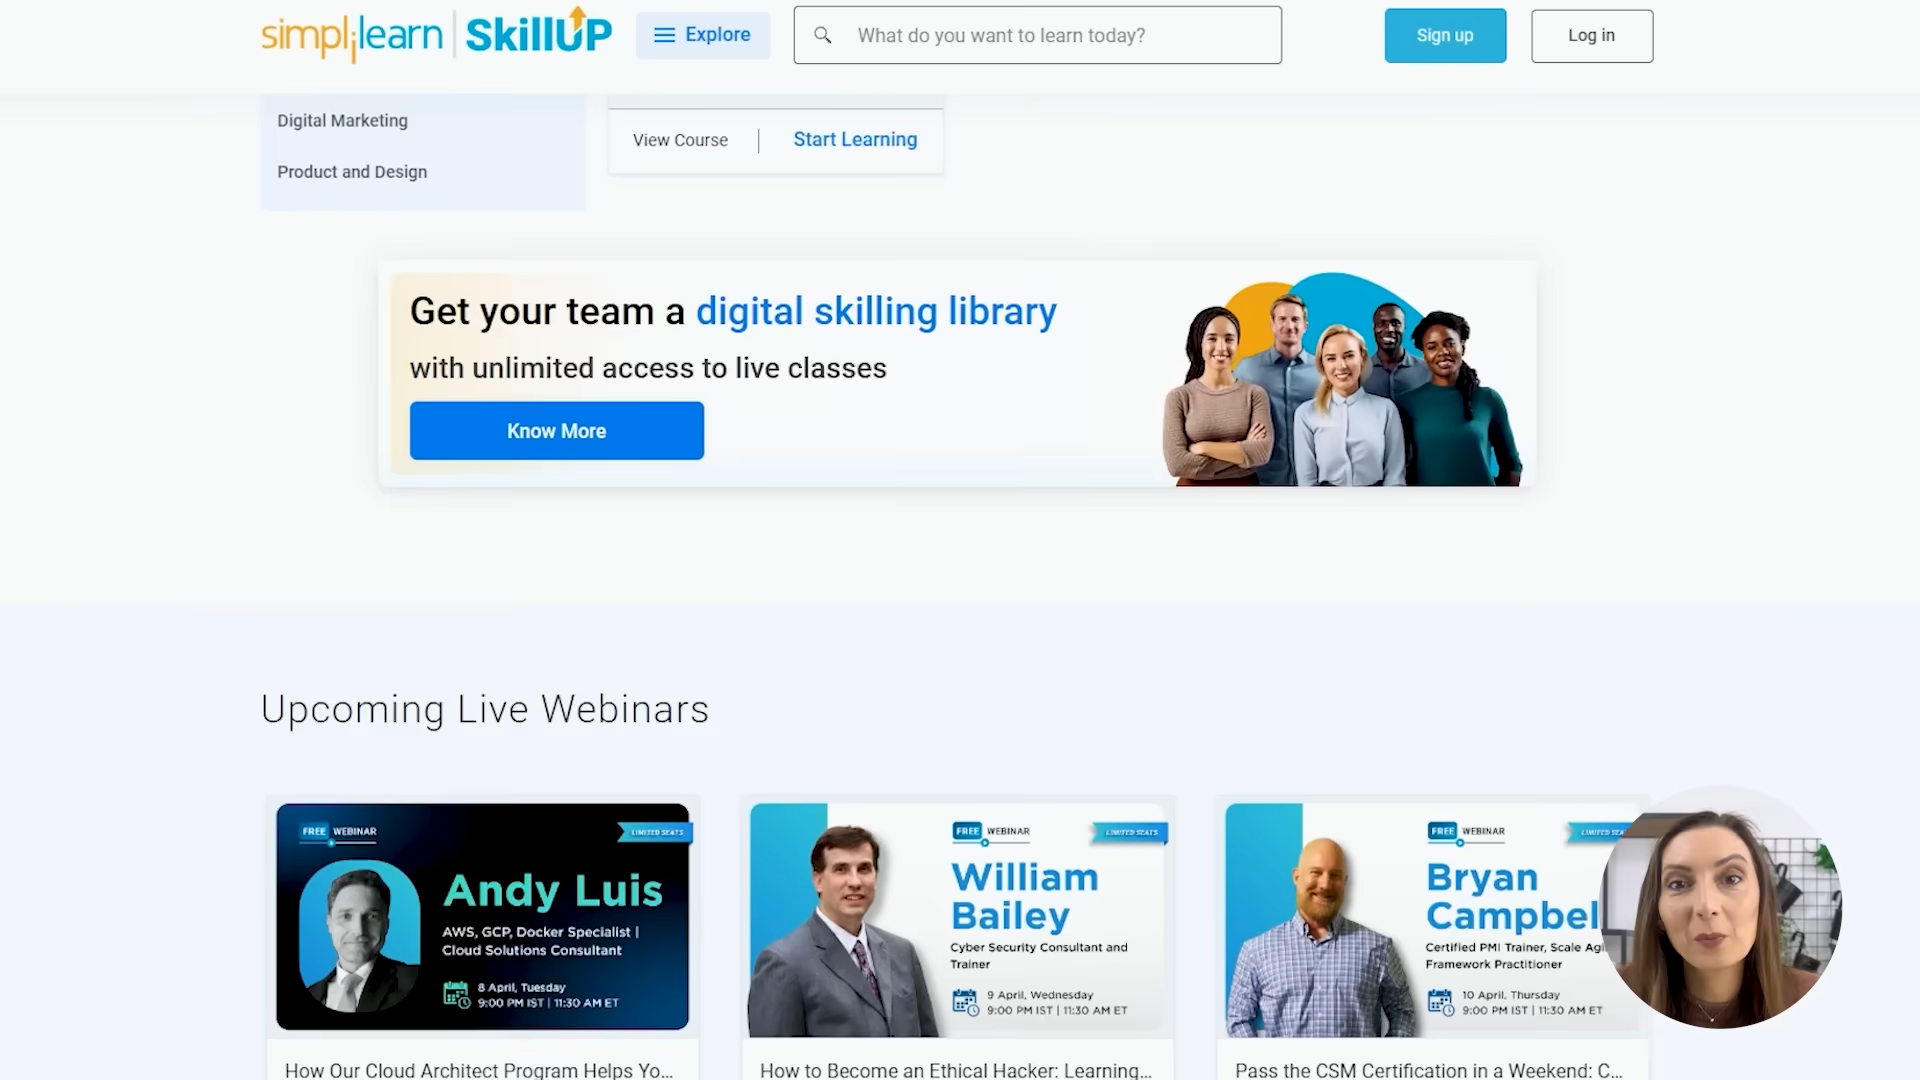 simplilearn | SkillUP
Explore
What do you want to learn today?
Sign up
Log in
Digital Marketing
Product and Design
View Course
Start Learning
Get your team a digital skilling library
with unlimited access to live classes
Know More
Upcoming Live Webinars
FREE WEBINAR
LIMITED SEATS
Andy Luis
AWS, GCP, Docker Specialist |
Cloud Solutions Consultant
8 April, Tuesday
9:00 PM IST | 11:30 AM ET
How Our Cloud Architect Program Helps Yo...
FREE WEBINAR
LIMITED SEATS
William
Bailey
Cyber Security Consultant and
Trainer
9 April, Wednesday
9:00 PM IST | 11:30 AM ET
How to Become an Ethical Hacker: Learning...
FREE WEBINAR
LIMITED
Bryan
Campbel
Certified PMI Trainer, Scale Agi
Framework Practitioner
10 April, Thursday
9:00 PM IST | 11:30 AM ET
Pass the CSM Certification in a Weekend: C...